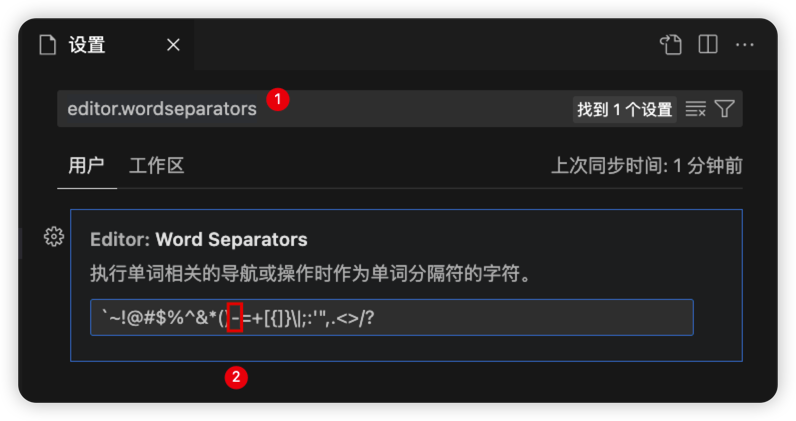 设置
editor.wordseparators
1
找到 1 个设置
用户
工作区
上次同步时间: 1 分钟前
Editor: Word Separators
执行单词相关的导航或操作时作为单词分隔符的字符。
`~!@#$%^&*()-=+[{]}\|;:'",.<>/?
2